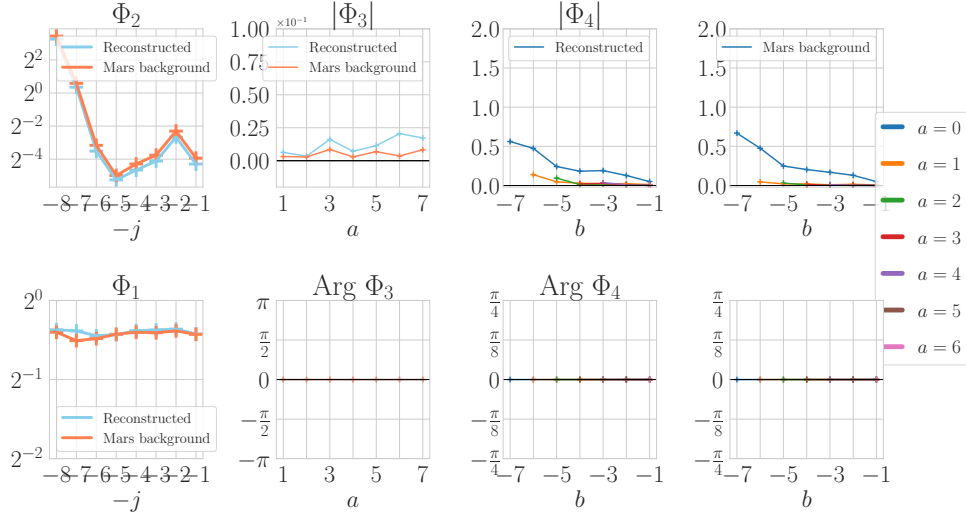 Φ₂
2²
2⁰
2⁻²
2⁻⁴
Reconstructed
Mars background
−8 −7 −6 −5 −4 −3 −2 −1
−j
|Φ₃|
×10⁻¹
1.00
0.75
0.50
0.25
0.00
Reconstructed
Mars background
1 3 5 7
a
|Φ₄|
2.0
1.5
1.0
0.5
0.0
Reconstructed
−7 −5 −3 −1
b
2.0
1.5
1.0
0.5
0.0
Mars background
−7 −5 −3 −1
b
a = 0
a = 1
a = 2
a = 3
a = 4
a = 5
a = 6
Φ₁
2⁰
2⁻¹
2⁻²
Reconstructed
Mars background
−8 −7 −6 −5 −4 −3 −2 −1
−j
Arg Φ₃
π
π/2
0
−π/2
−π
1 3 5 7
a
Arg Φ₄
π/4
π/8
0
−π/8
−π/4
−7 −5 −3 −1
b
π/4
π/8
0
−π/8
−π/4
−7 −5 −3 −1
b